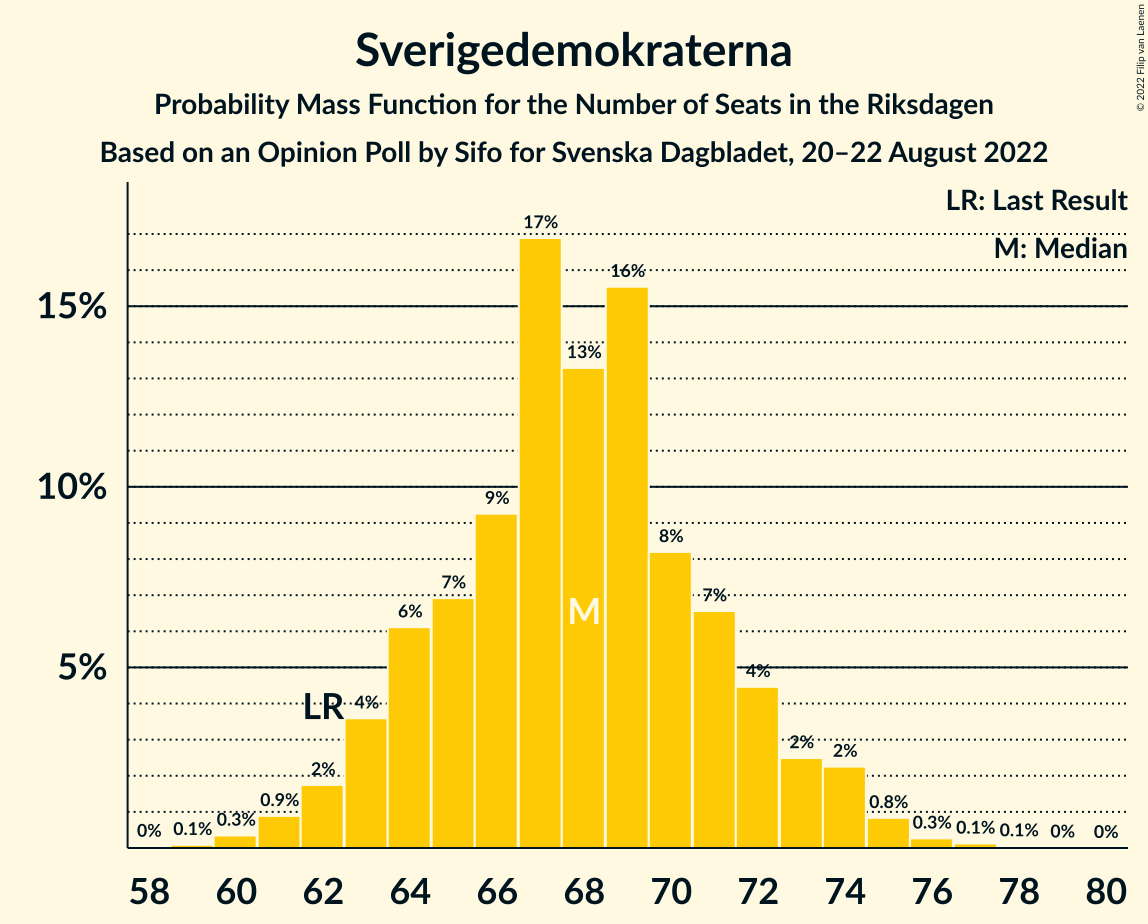 Sverigedemokraterna
Probability Mass Function for the Number of Seats in the Riksdagen
Based on an Opinion Poll by Sifo for Svenska Dagbladet, 20–22 August 2022
© 2022 Filip van Laenen
LR: Last Result
M: Median
15%
10%
5%
0%
0.1%
0.3%
0.9%
2%
LR
4%
6%
7%
9%
17%
13%
M
16%
8%
7%
4%
2%
2%
0.8%
0.3%
0.1%
0.1%
0%
0%
58 60 62 64 66 68 70 72 74 76 78 80